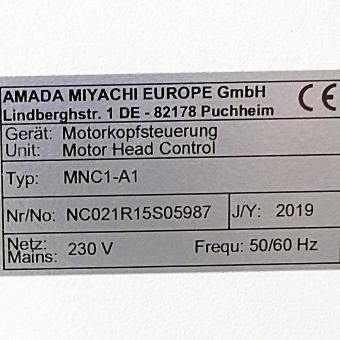 AMADA MIYACHI EUROPE GmbH
Lindberghstr. 1 DE - 82178 Puchheim
CE
Gerät: Motorkopfsteuerung
Unit: Motor Head Control
Typ: MNC1-A1
Nr/No: NC021R15S05987 J/Y: 2019
Netz:
Mains: 230 V Frequ: 50/60 Hz